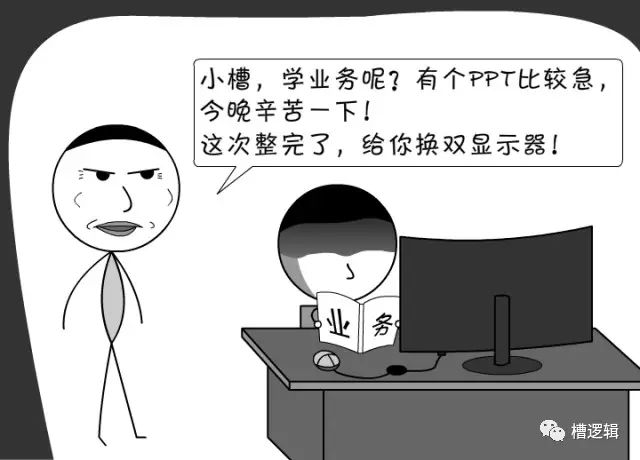 小槽，学业务呢？有个PPT比较急，
今晚辛苦一下！
这次整完了，给你换双显示器！
业务
槽逻辑